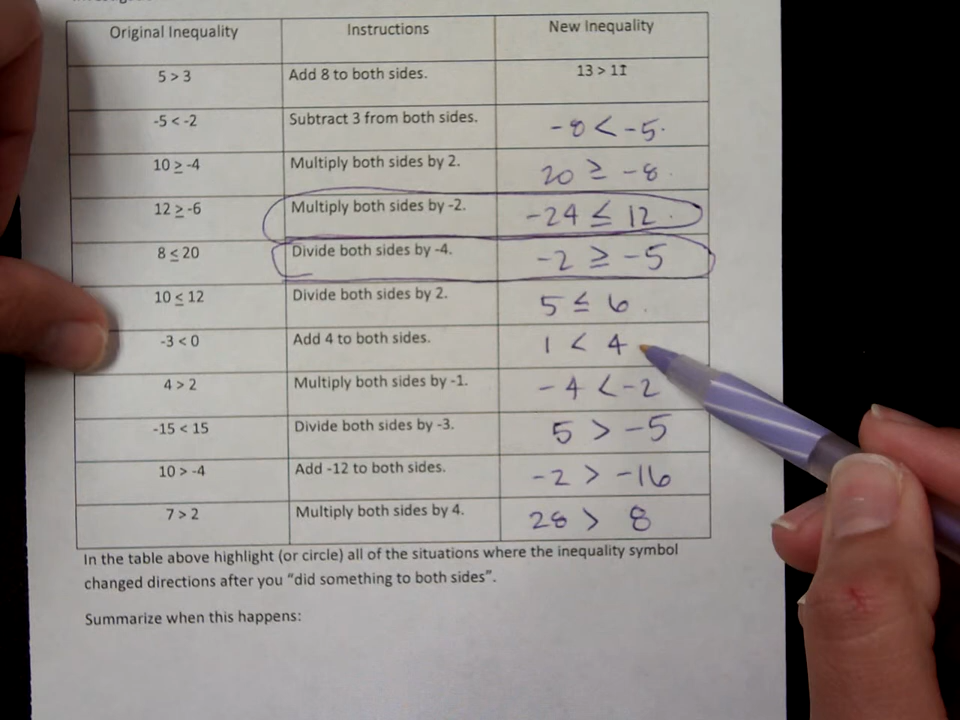 Original Inequality Instructions New Inequality
5 > 3 Add 8 to both sides. 13 > 11
-5 < -2 Subtract 3 from both sides. -8 < -5
10 ≥ -4 Multiply both sides by 2. 20 ≥ -8
12 ≥ -6 Multiply both sides by -2. -24 ≤ 12
8 ≤ 20 Divide both sides by -4. -2 ≥ -5
10 ≤ 12 Divide both sides by 2. 5 ≤ 6
-3 < 0 Add 4 to both sides. 1 < 4
4 > 2 Multiply both sides by -1. -4 < -2
-15 < 15 Divide both sides by -3. 5 > -5
10 > -4 Add -12 to both sides. -2 > -16
7 > 2 Multiply both sides by 4. 28 > 8
In the table above highlight (or circle) all of the situations where the inequality symbol
changed directions after you “did something to both sides”.
Summarize when this happens: